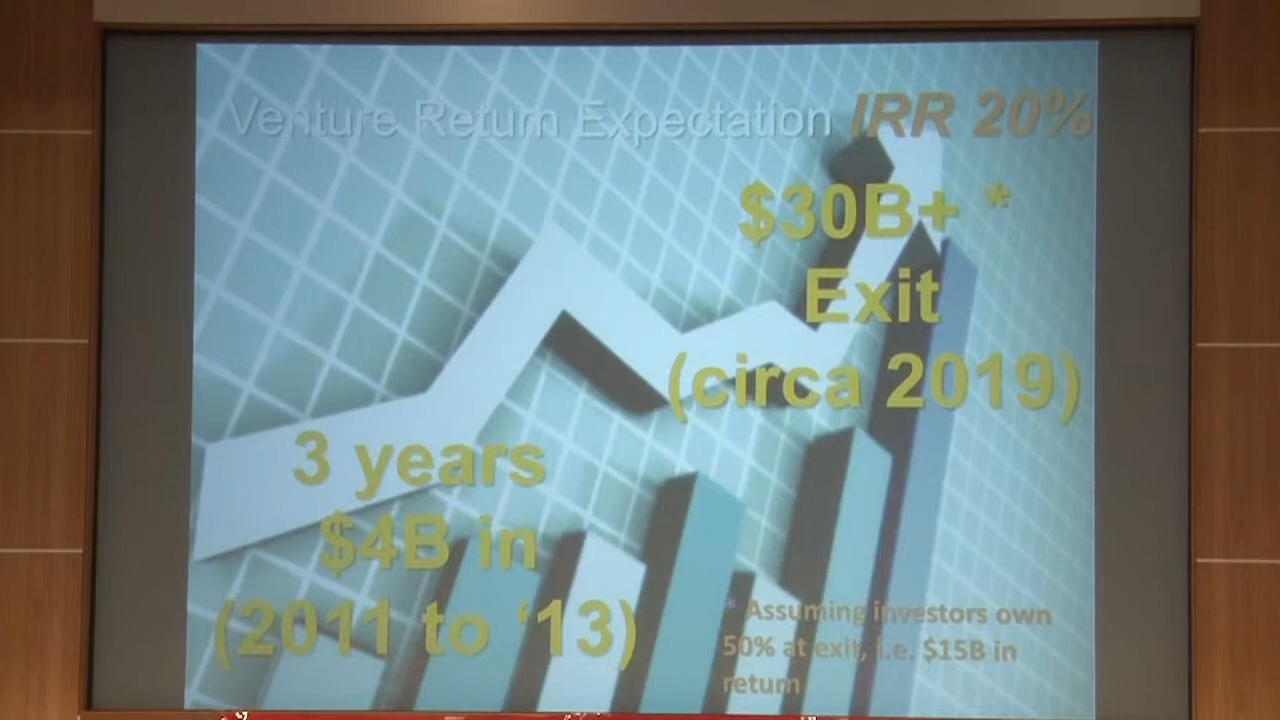 Venture Return Expectation IRR 20%
$30B+ *
Exit
(circa 2019)
3 years
$4B in
(2011 to ‘13)
* Assuming investors own
50% at exit, i.e. $15B in
return